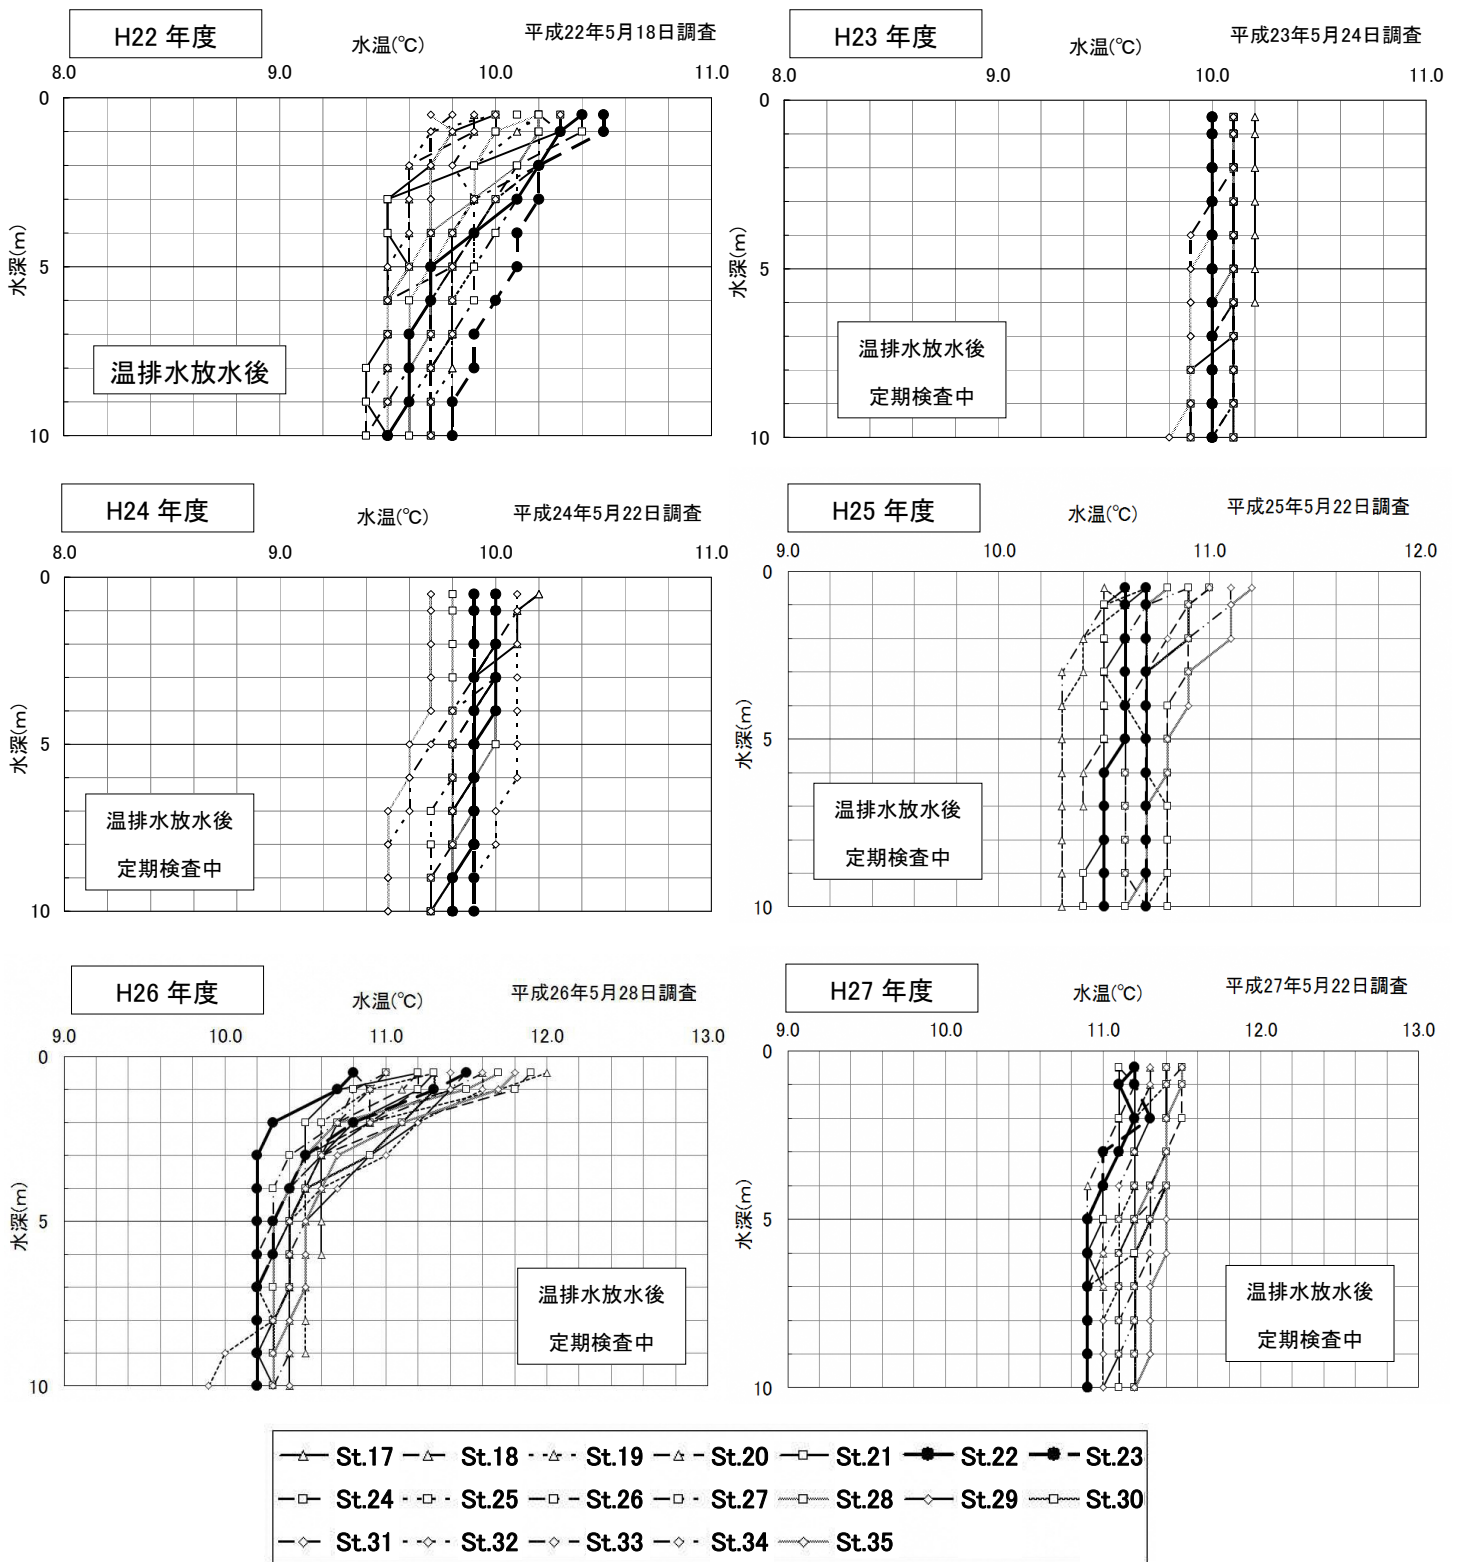 H22 年度
水温(℃)
平成22年5月18日調査
8.0 9.0 10.0 11.0
0
5
10
水深(m)
温排水放水後
H23 年度
水温(℃)
平成23年5月24日調査
8.0 9.0 10.0 11.0
0
5
10
水深(m)
温排水放水後
定期検査中
H24 年度
水温(℃)
平成24年5月22日調査
8.0 9.0 10.0 11.0
0
5
10
水深(m)
温排水放水後
定期検査中
H25 年度
水温(℃)
平成25年5月22日調査
9.0 10.0 11.0 12.0
0
5
10
水深(m)
温排水放水後
定期検査中
H26 年度
水温(℃)
平成26年5月28日調査
9.0 10.0 11.0 12.0 13.0
0
5
10
水深(m)
温排水放水後
定期検査中
H27 年度
水温(℃)
平成27年5月22日調査
9.0 10.0 11.0 12.0 13.0
0
5
10
水深(m)
温排水放水後
定期検査中
St.17 St.18 St.19 St.20 St.21 St.22 St.23
St.24 St.25 St.26 St.27 St.28 St.29 St.30
St.31 St.32 St.33 St.34 St.35